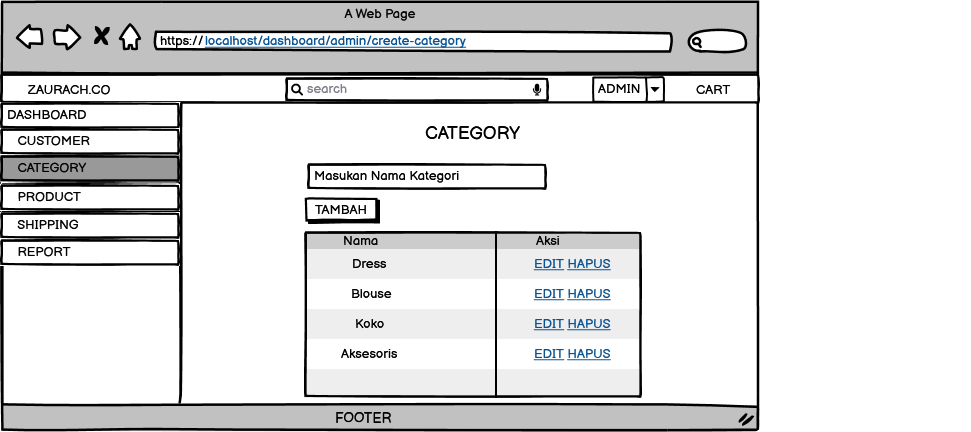 A Web Page
https://localhost/dashboard/admin/create-category
ZAURACH.CO search ADMIN CART
DASHBOARD
CUSTOMER
CATEGORY
PRODUCT
SHIPPING
REPORT
CATEGORY
Masukan Nama Kategori
TAMBAH
Nama Aksi
Dress EDIT HAPUS
Blouse EDIT HAPUS
Koko EDIT HAPUS
Aksesoris EDIT HAPUS
FOOTER